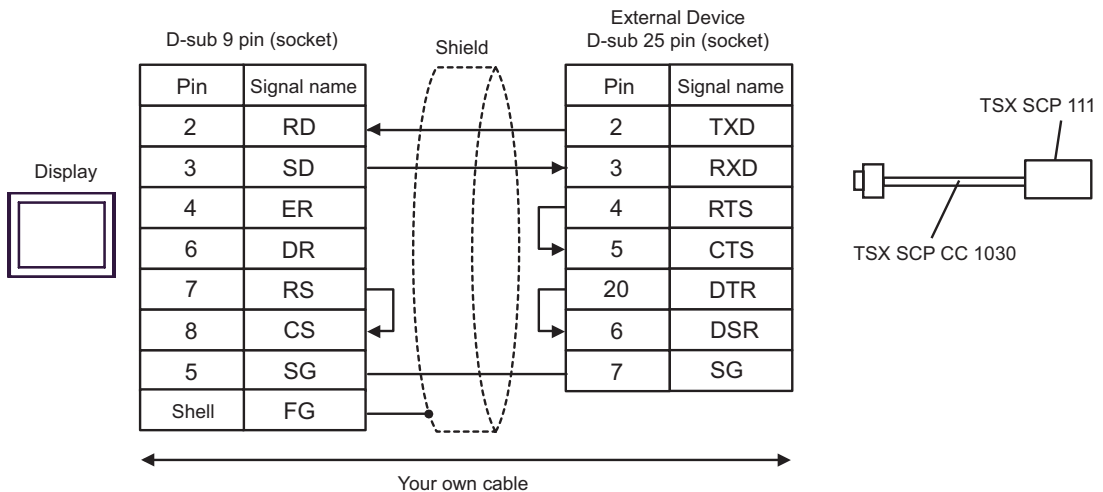 External Device
D-sub 9 pin (socket)
Shield
D-sub 25 pin (socket)
Pin Signal name Pin Signal name
2 RD 2 TXD
3 SD 3 RXD
4 ER 4 RTS
6 DR 5 CTS
7 RS 20 DTR
8 CS 6 DSR
5 SG 7 SG
Shell FG
Display
TSX SCP 111
TSX SCP CC 1030
Your own cable